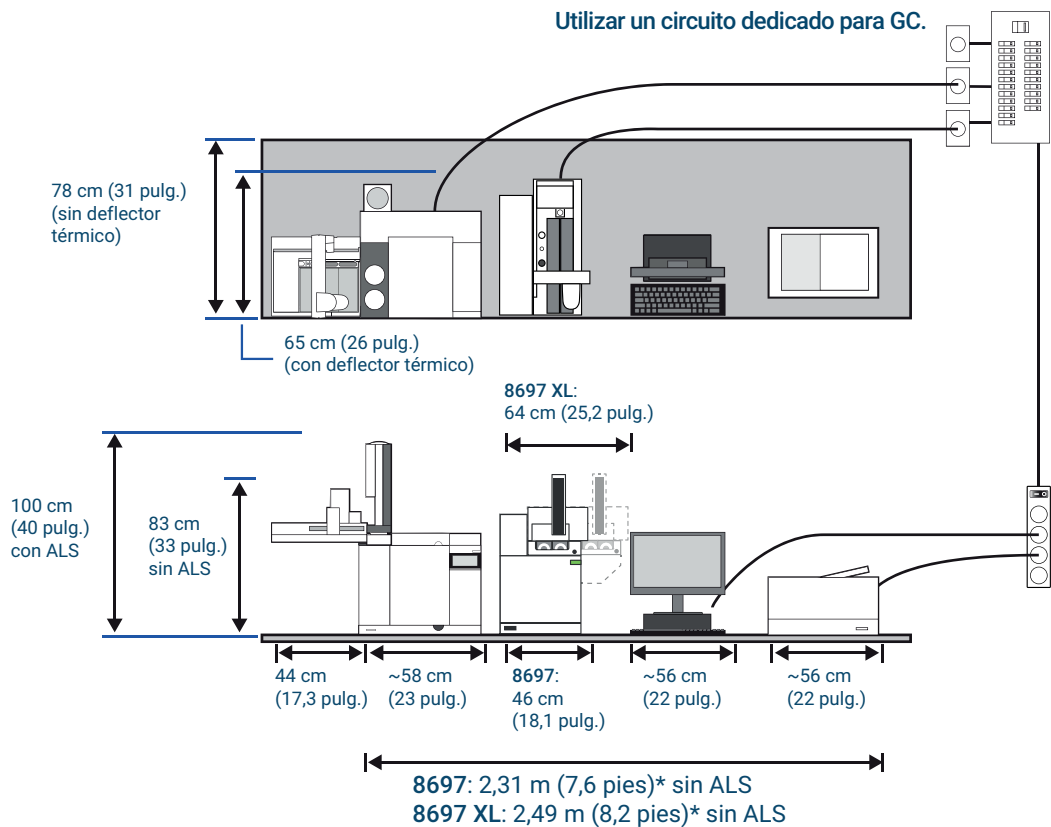 Utilizar un circuito dedicado para GC.
78 cm (31 pulg.)
(sin deflector
térmico)
65 cm (26 pulg.)
(con deflector térmico)
8697 XL:
64 cm (25,2 pulg.)
100 cm
(40 pulg.)
con ALS
83 cm
(33 pulg.)
sin ALS
44 cm
(17,3 pulg.)
~58 cm
(23 pulg.)
8697:
46 cm
(18,1 pulg.)
~56 cm
(22 pulg.)
~56 cm
(22 pulg.)
8697: 2,31 m (7,6 pies)* sin ALS
8697 XL: 2,49 m (8,2 pies)* sin ALS